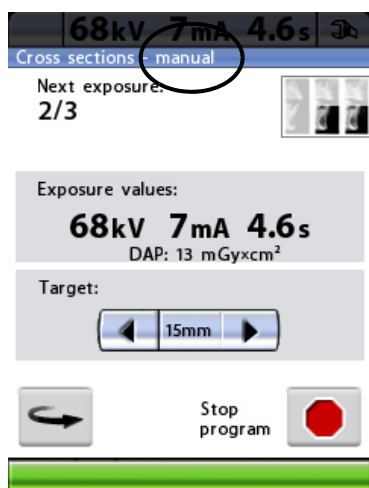 68kV 7mA 4.6s
Cross sections - manual
Next exposure:
2/3
Exposure values:
68kV 7mA 4.6s
DAP: 13 mGy×cm²
Target:
15mm
Stop
program